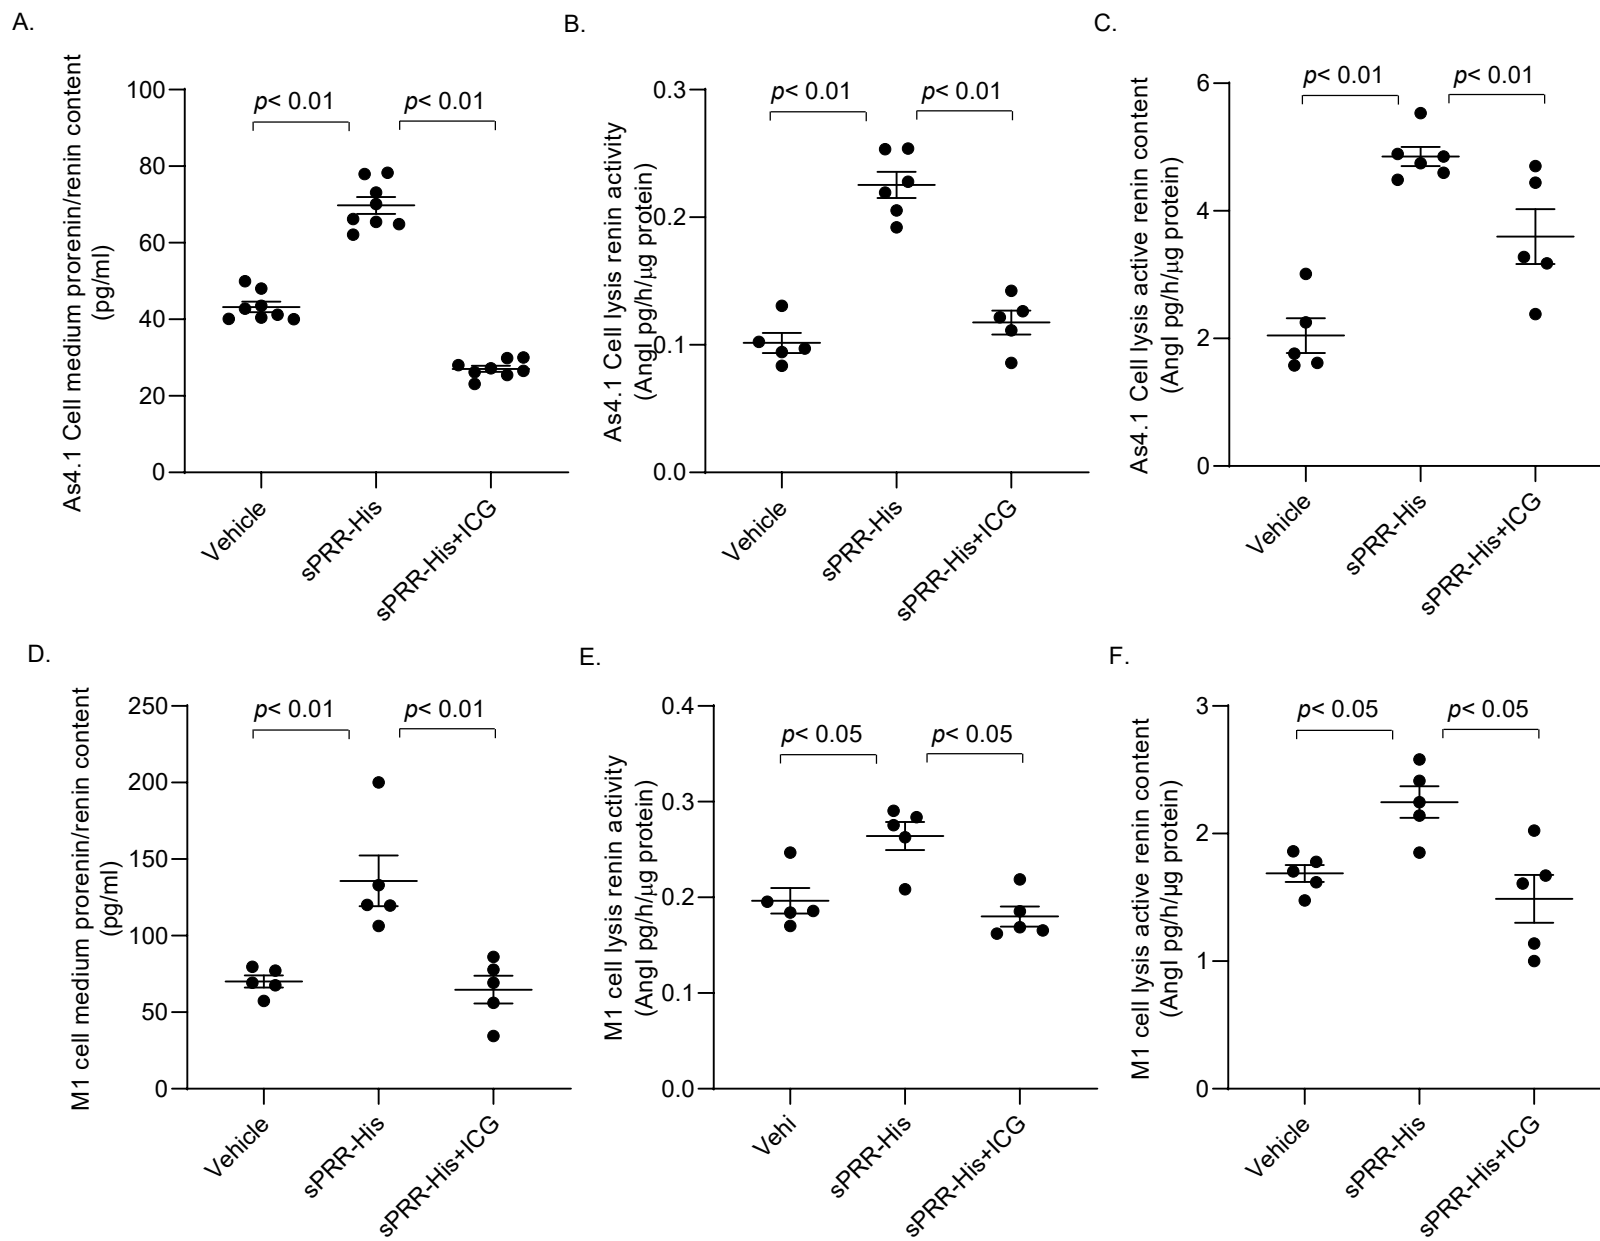 A.
As4.1 Cell medium prorenin/renin content
(pg/ml)
100
80
60
40
20
0
p< 0.01
p< 0.01
Vehicle
sPRR-His
sPRR-His+ICG
B.
As4.1 Cell lysis renin activity
(AngI pg/h/μg protein)
0.3
0.2
0.1
0.0
p< 0.01
p< 0.01
Vehicle
sPRR-His
sPRR-His+ICG
C.
As4.1 Cell lysis active renin content
(AngI pg/h/μg protein)
6
4
2
0
p< 0.01
p< 0.01
Vehicle
sPRR-His
sPRR-His+ICG
D.
M1 cell medium prorenin/renin content
(pg/ml)
250
200
150
100
50
0
p< 0.01
p< 0.01
Vehicle
sPRR-His
sPRR-His+ICG
E.
M1 cell lysis renin activity
(AngI pg/h/μg protein)
0.4
0.3
0.2
0.1
0.0
p< 0.05
p< 0.05
Vehi
sPRR-His
sPRR-His+ICG
F.
M1 cell lysis active renin content
(AngI pg/h/μg protein)
3
2
1
0
p< 0.05
p< 0.05
Vehicle
sPRR-His
sPRR-His+ICG